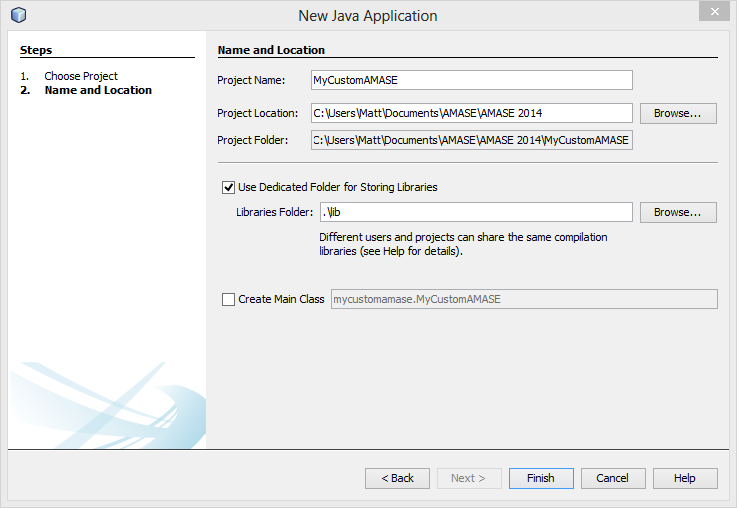 New Java Application
Steps
1. Choose Project
2. Name and Location
Name and Location
Project Name: MyCustomAMASE
Project Location: C:\Users\Matt\Documents\AMASE\AMASE 2014 Browse...
Project Folder: C:\Users\Matt\Documents\AMASE\AMASE 2014\MyCustomAMASE
Use Dedicated Folder for Storing Libraries
Libraries Folder: .\lib Browse...
Different users and projects can share the same compilation
libraries (see Help for details).
Create Main Class mycustomamase.MyCustomAMASE
< Back Next > Finish Cancel Help